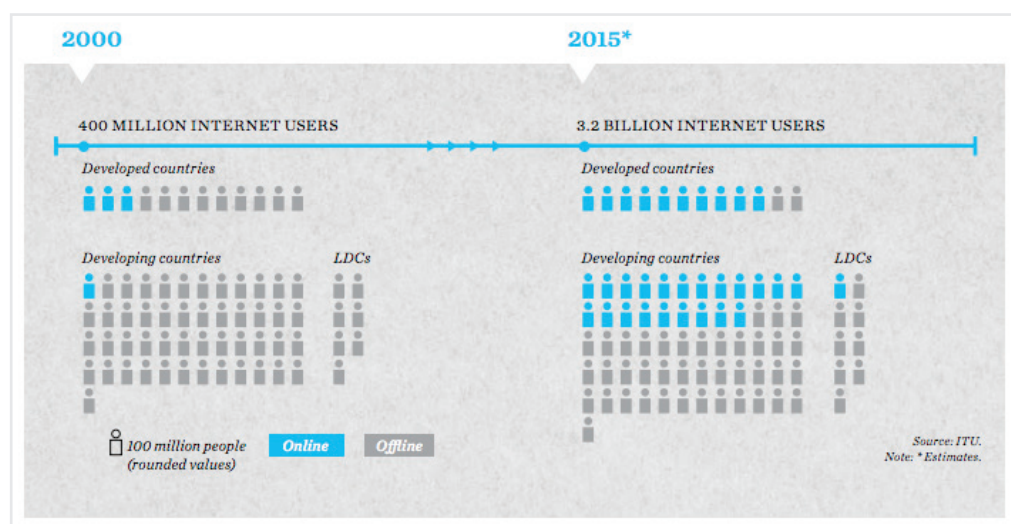 2000
2015*
400 MILLION INTERNET USERS
3.2 BILLION INTERNET USERS
Developed countries
Developed countries
Developing countries
LDCs
Developing countries
LDCs
100 million people
(rounded values)
Online
Offline
Source: ITU.
Note: * Estimates.